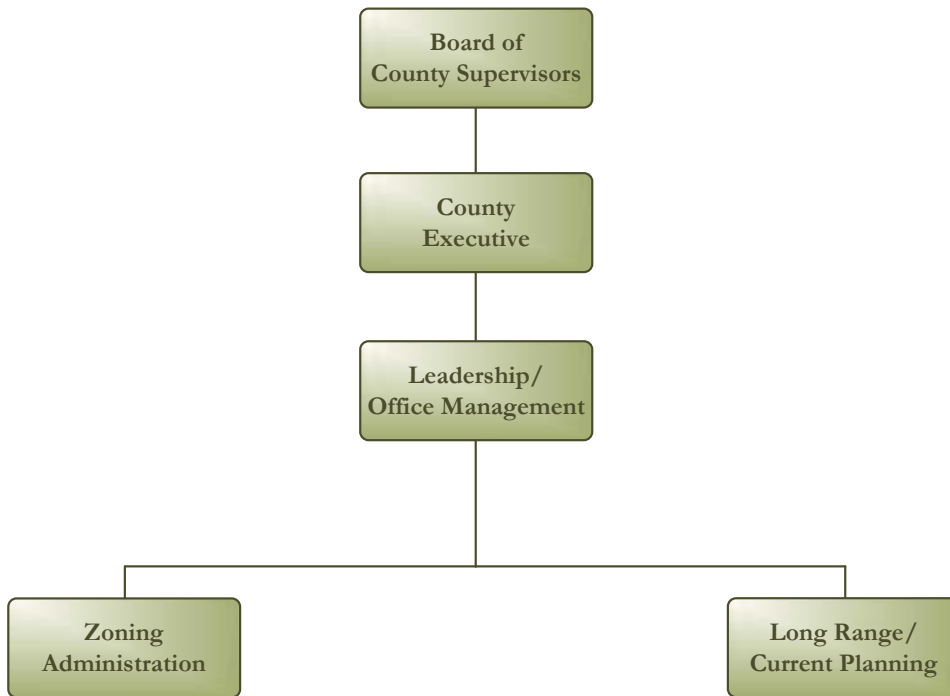 Board of
County Supervisors
County
Executive
Leadership/
Office Management
Zoning
Administration
Long Range/
Current Planning